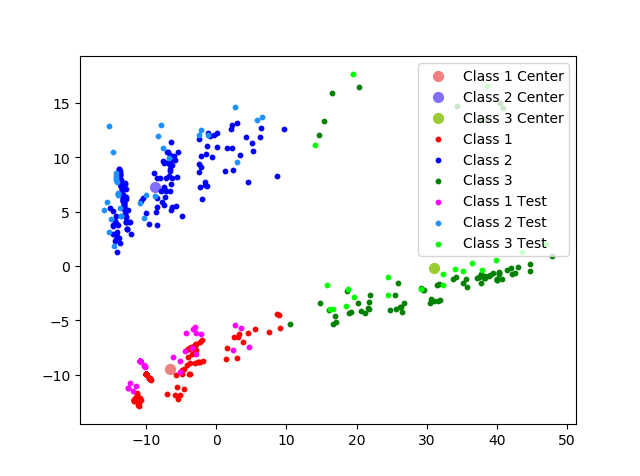 Class 1 Center
Class 2 Center
Class 3 Center
Class 1
Class 2
Class 3
Class 1 Test
Class 2 Test
Class 3 Test
15
10
5
0
−5
−10
−10 0 10 20 30 40 50